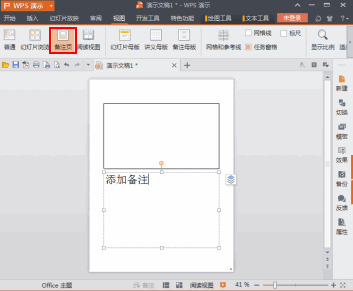 WPS 演示
演示文稿1 * - WPS 演示
开始 插入 幻灯片放映 审阅 视图 开发工具 特色功能 绘图工具 文本工具 未登录
普通 幻灯片浏览 备注页 阅读视图 幻灯片母版 讲义母版 备注母版 网格和参考线 网格线 标尺 任务窗格 显示比例
演示文稿1 *
新建
切换
模板
效果
备份
反馈
属性
添加备注
Office 主题 备注 阅读视图 41 %